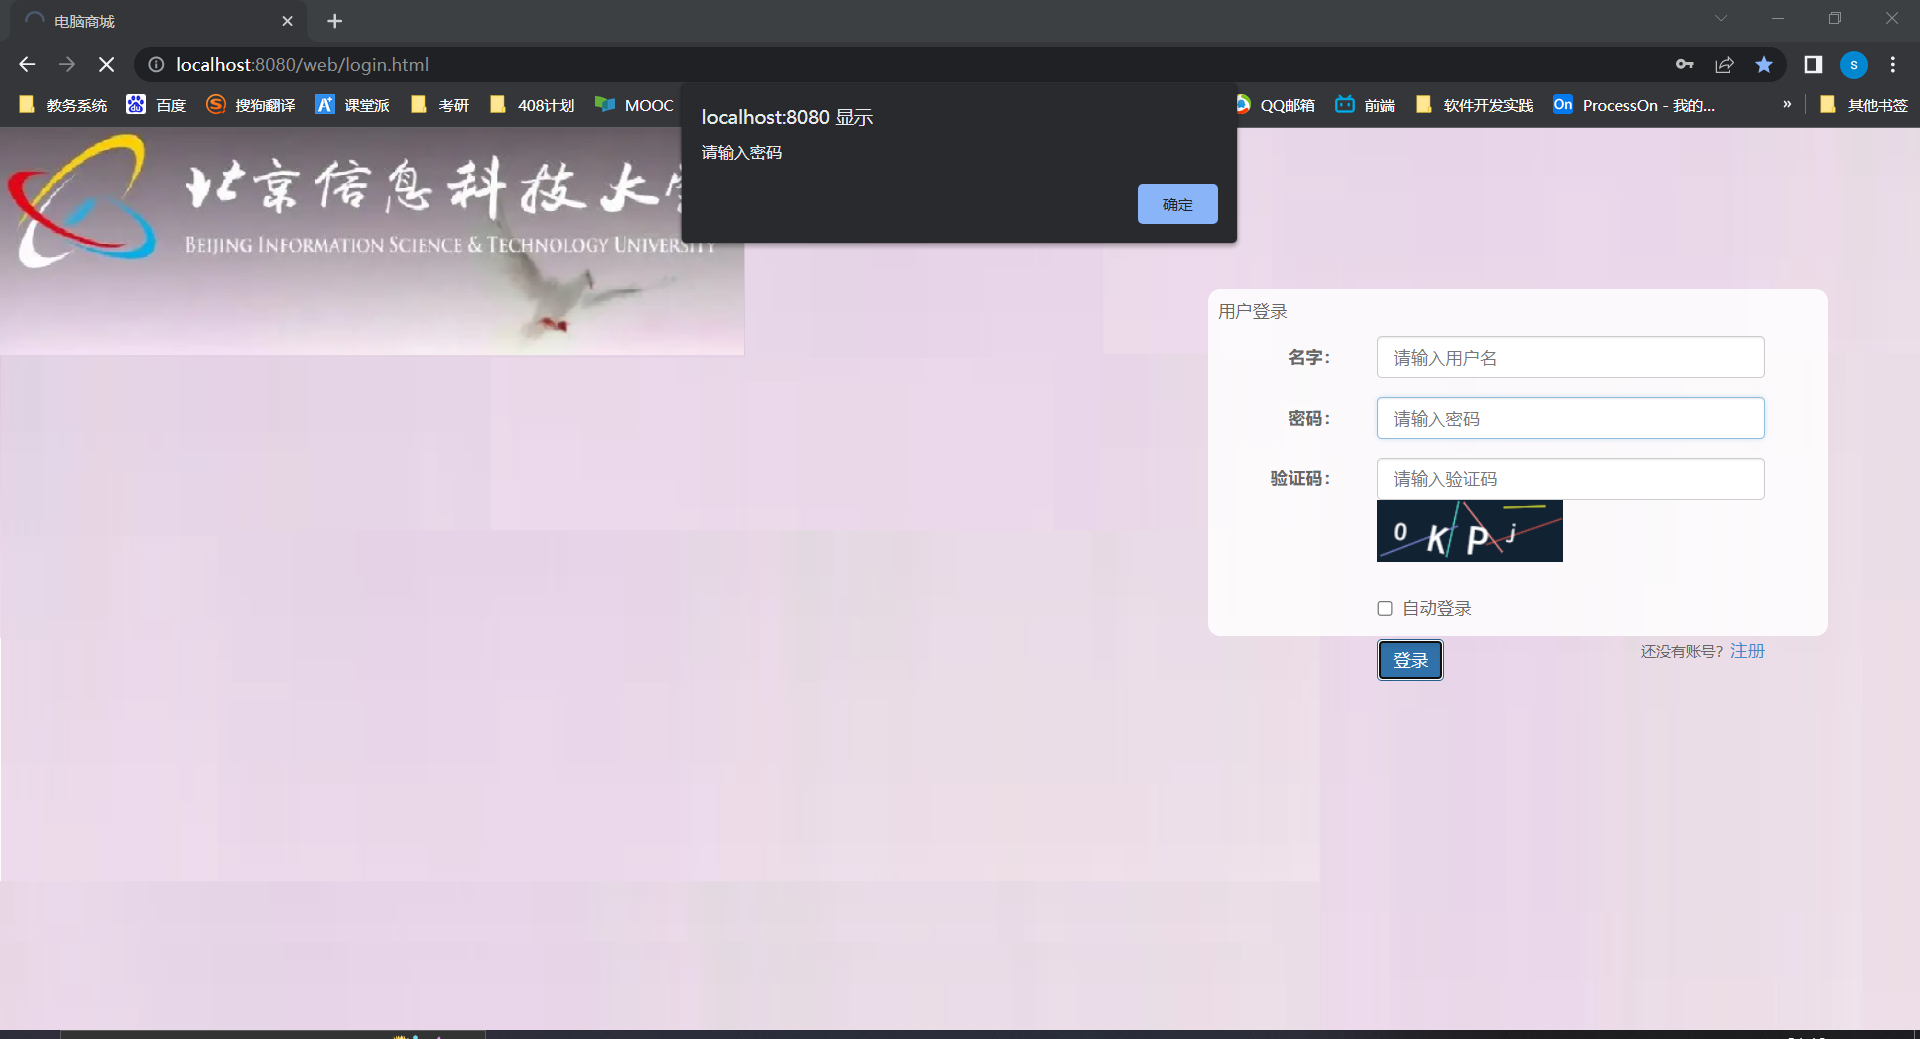 电脑商城
localhost:8080/web/login.html
s
教务系统 百度 搜狗翻译 课堂派 考研 408计划 MOOC QQ邮箱 前端 软件开发实践 On ProcessOn - 我的... » 其他书签
localhost:8080 显示
请输入密码
确定
北京信息科技大
BEIJING INFORMATION SCIENCE & TECHNOLOGY UNIVERSITY
用户登录
名字: 请输入用户名
密码: 请输入密码
验证码: 请输入验证码
0 K P j
自动登录
登录 还没有账号? 注册